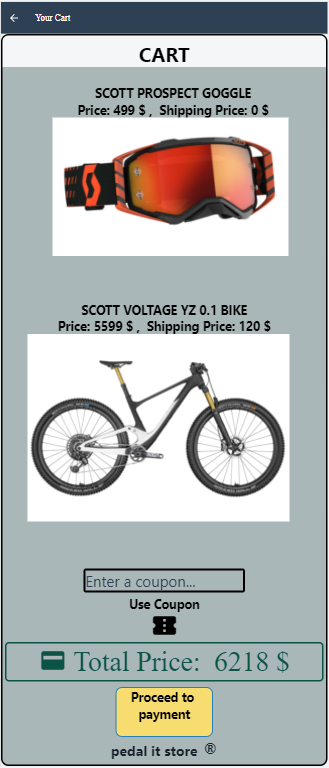 Your Cart
CART
SCOTT PROSPECT GOGGLE
Price: 499 $ , Shipping Price: 0 $
SCOTT VOLTAGE YZ 0.1 BIKE
Price: 5599 $ , Shipping Price: 120 $
Enter a coupon...
Use Coupon
Total Price: 6218 $
Proceed to
payment
pedal it store ®